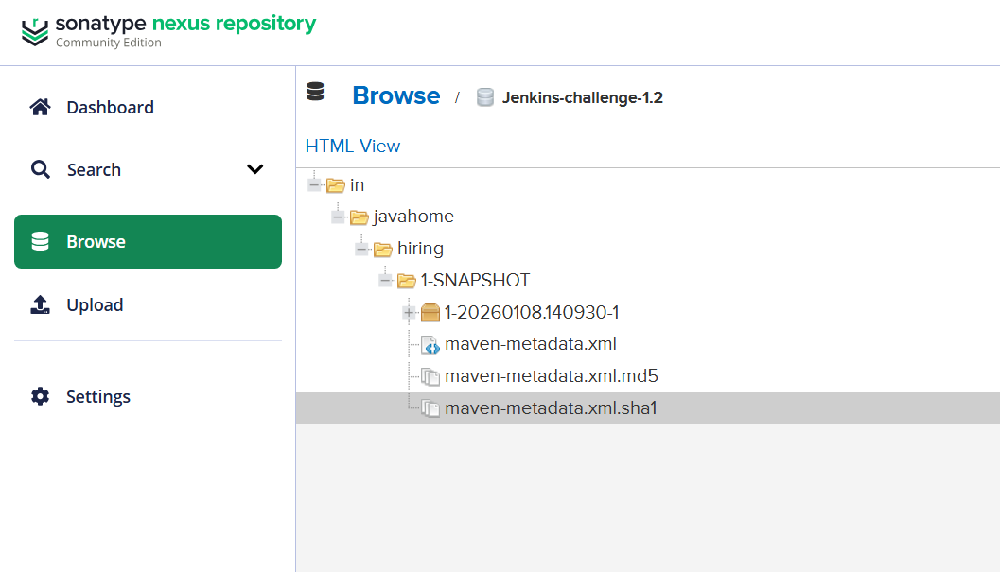 sonatype nexus repository
Community Edition
Dashboard
Search
Browse
Upload
Settings
Browse / Jenkins-challenge-1.2
HTML View
in
javahome
hiring
1-SNAPSHOT
1-20260108.140930-1
maven-metadata.xml
maven-metadata.xml.md5
maven-metadata.xml.sha1